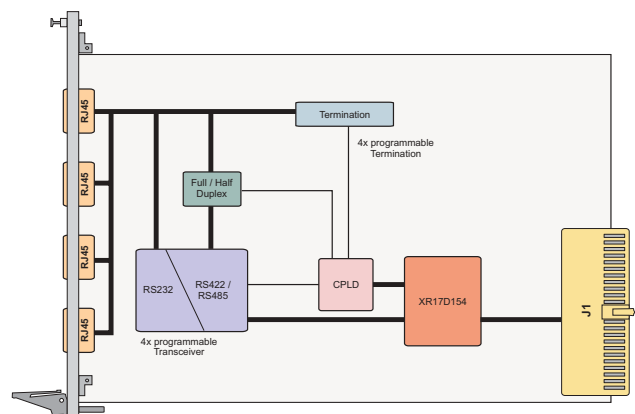 RJ45
Termination
4x programmable
Termination
RJ45
Full / Half
Duplex
RJ45
RS232
RS422 /
RS485
CPLD
XR17D154
J1
RJ45
4x programmable
Transceiver